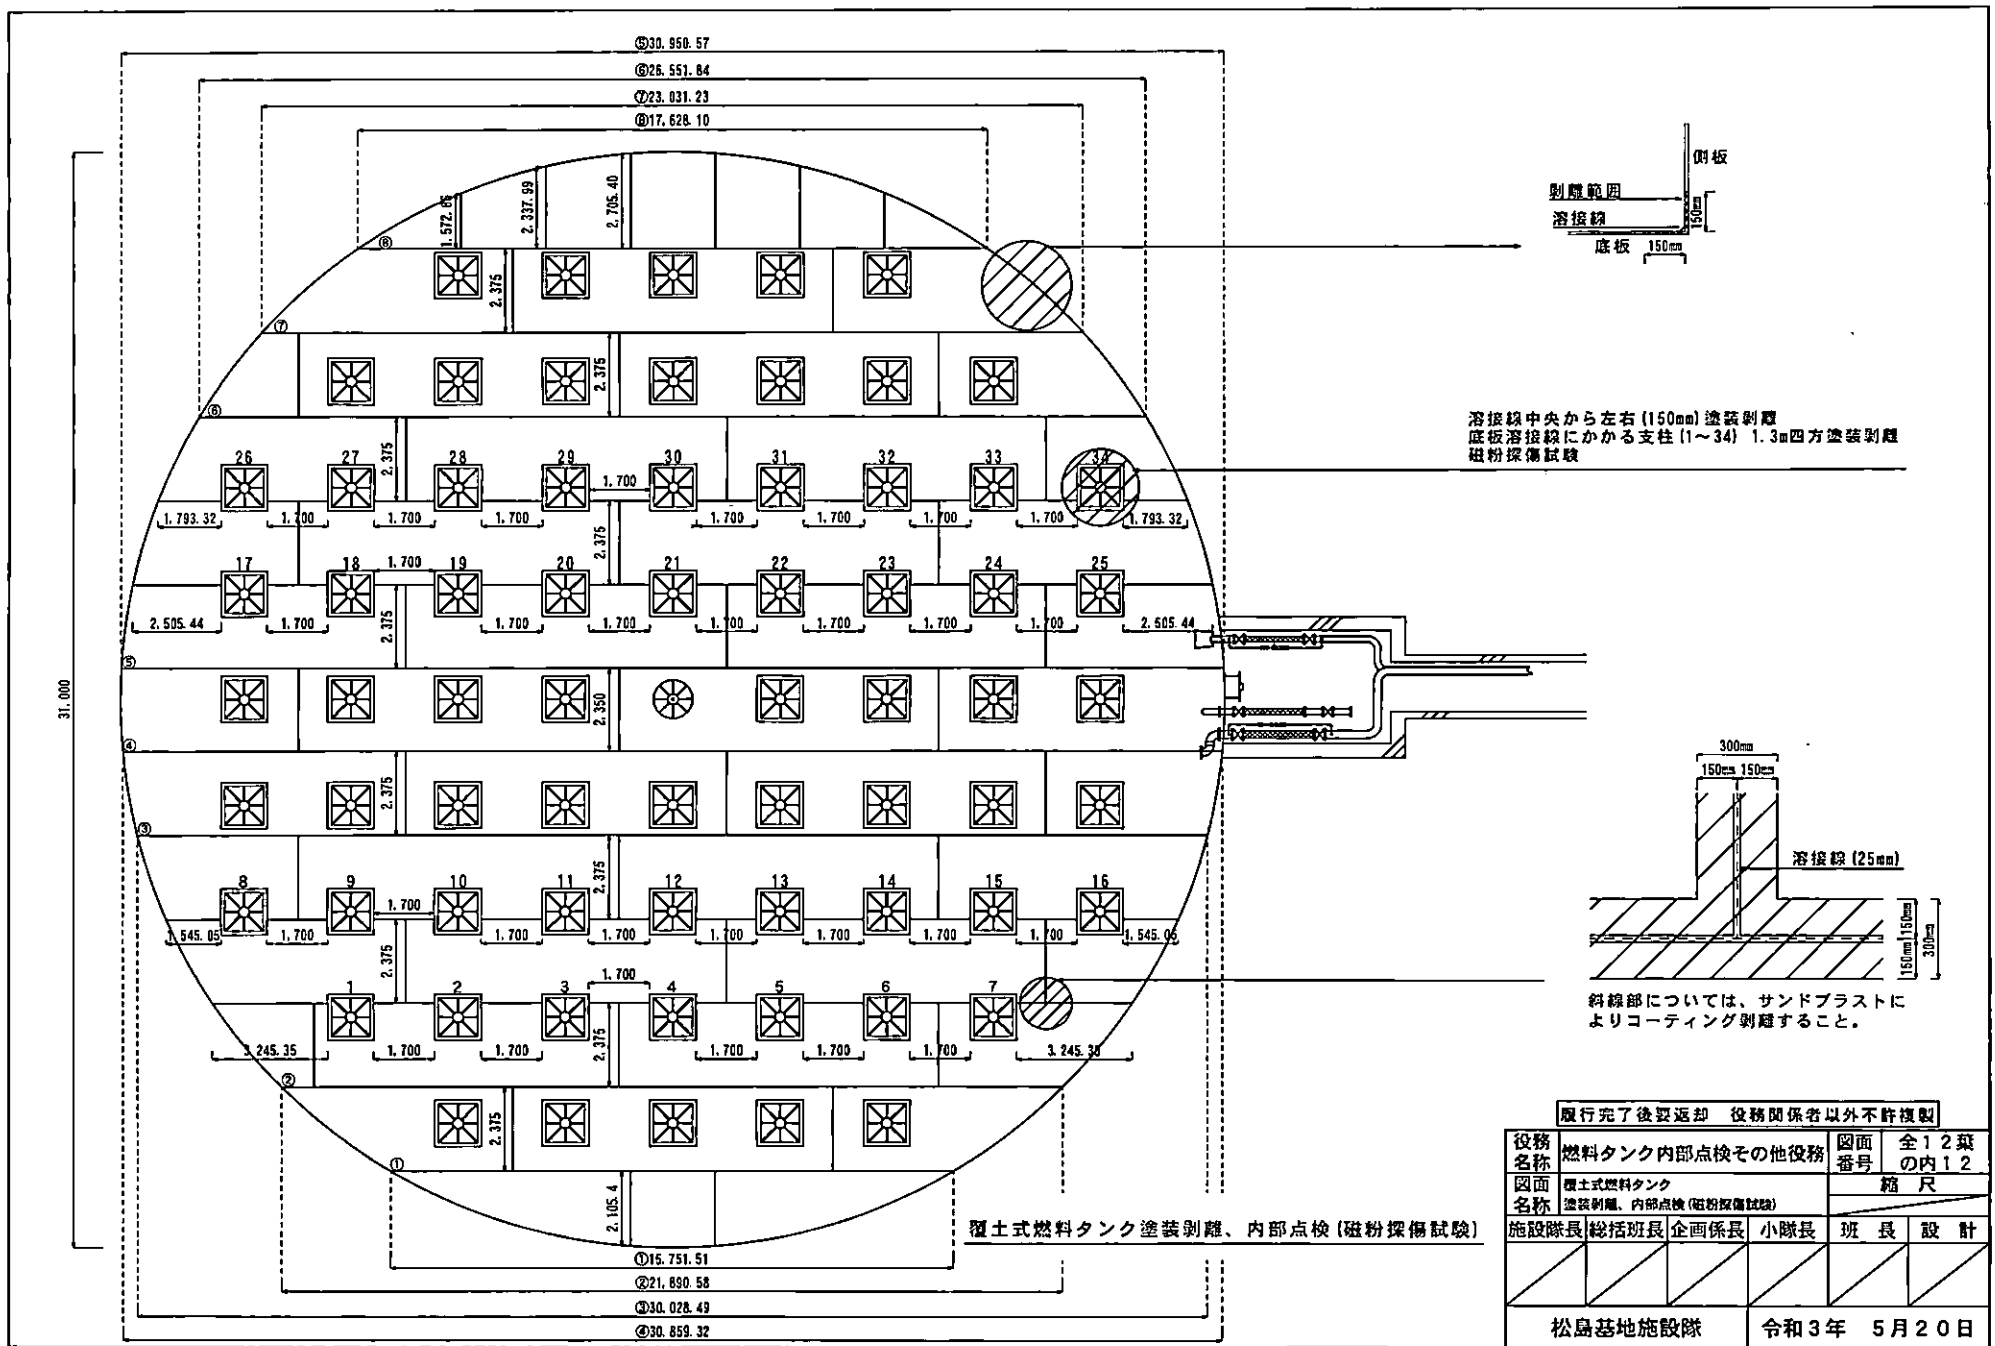 ⑤30.950.57
⑥26.551.84
⑦23.031.23
⑧17.628.10
31.000
1.572.86
2.337.99
2.705.40
⑧
2.375
⑦
2.375
⑥
2.375
26 27 28 29 30 31 32 33 34
1.700
1.793.32 1.700 1.700 1.700 1.700 1.700 1.700 1.700 1.793.32
2.375
17 18 1.700 19 20 21 22 23 24 25
2.375
2.505.44 1.700 1.700 1.700 1.700 1.700 1.700 1.700 2.505.44
⑤
2.350
④
2.375
③
2.375
8 9 10 11 12 13 14 15 16
1.700
1.545.05 1.700 1.700 1.700 1.700 1.700 1.700 1.700 1.545.05
2.375
1.700
1 2 3 4 5 6 7
2.375
3.245.35 1.700 1.700 1.700 1.700 1.700 3.245.35
②
2.375
①
2.105.4
①15.751.51
②21.890.58
③30.028.49
④30.859.32
側板
剥離範囲
溶接線
150mm
底板 150mm
溶接線中央から左右(150mm)塗装剥離
底板溶接線にかかる支柱(1～34) 1.3m四方塗装剥離
磁粉探傷試験
300mm
150mm 150mm
溶接線(25mm)
150mm 150mm
300mm
斜線部については、サンドブラストに
よりコーティング剥離すること。
覆土式燃料タンク塗装剥離、内部点検(磁粉探傷試験)
履行完了後要返却 役務関係者以外不許複製
役務名称 燃料タンク内部点検その他役務 図面番号 全12葉の内12
図面名称 覆土式燃料タンク
塗装剥離、内部点検(磁粉探傷試験) 縮尺
施設隊長 総括班長 企画係長 小隊長 班長 設計
松島基地施設隊 令和3年 5月20日